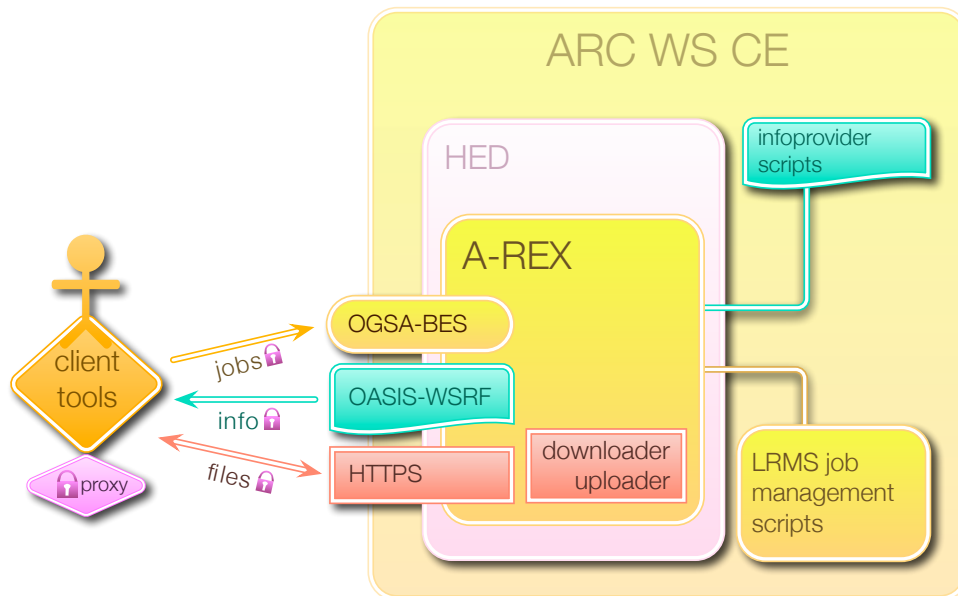 ARC WS CE
infoprovider
scripts
HED
A-REX
OGSA-BES
client
tools
jobs
OASIS-WSRF
info
files
HTTPS
downloader
uploader
LRMS job
management
scripts
proxy